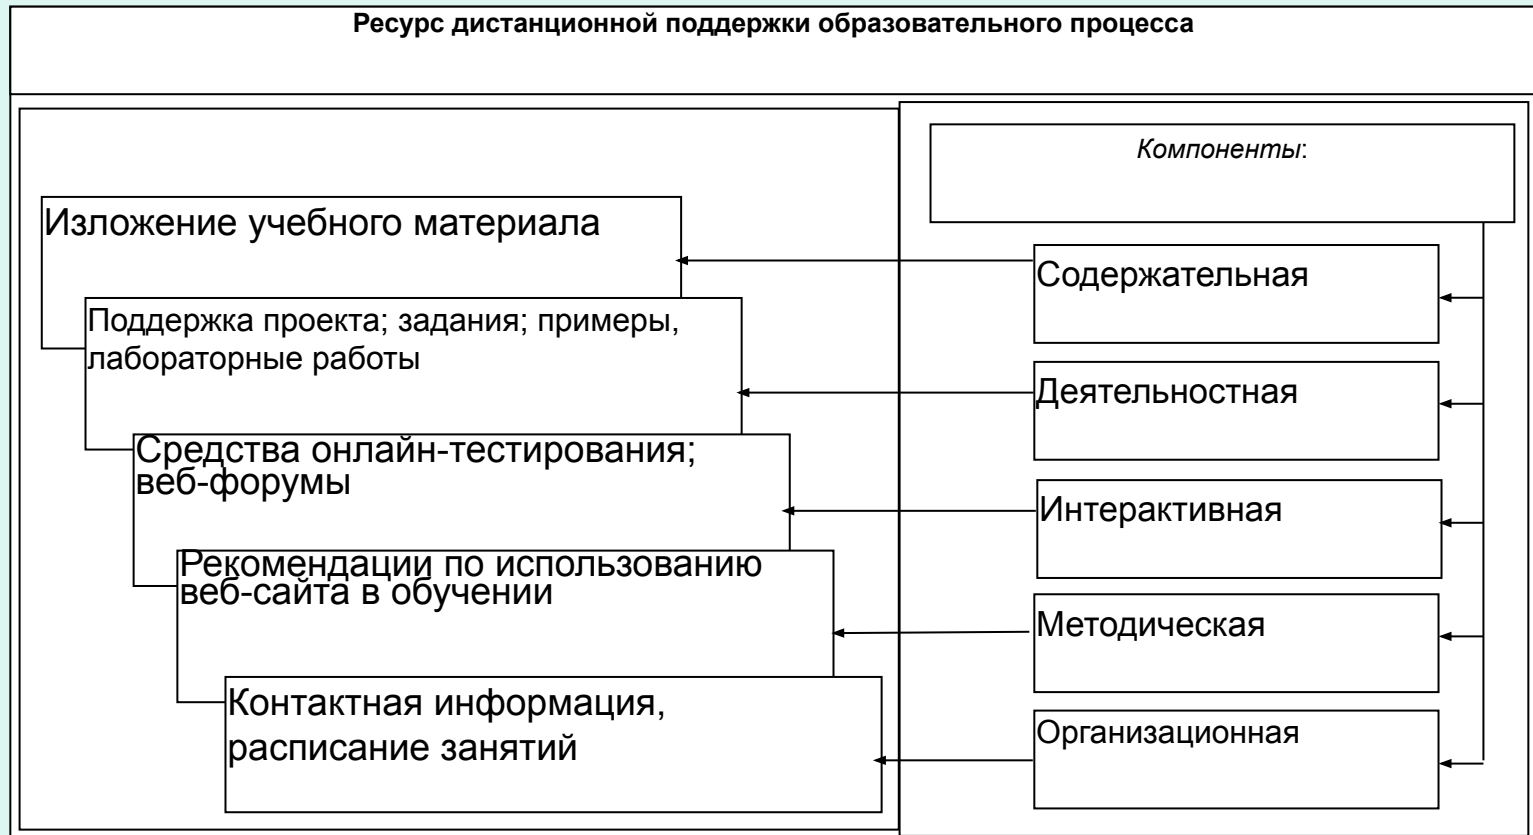 Ресурс дистанционной поддержки образовательного процесса
Компоненты:
Изложение учебного материала
Содержательная
Поддержка проекта; задания; примеры,
лабораторные работы
Деятельностная
Средства онлайн-тестирования;
веб-форумы
Интерактивная
Рекомендации по использованию
веб-сайта в обучении
Методическая
Контактная информация,
расписание занятий
Организационная